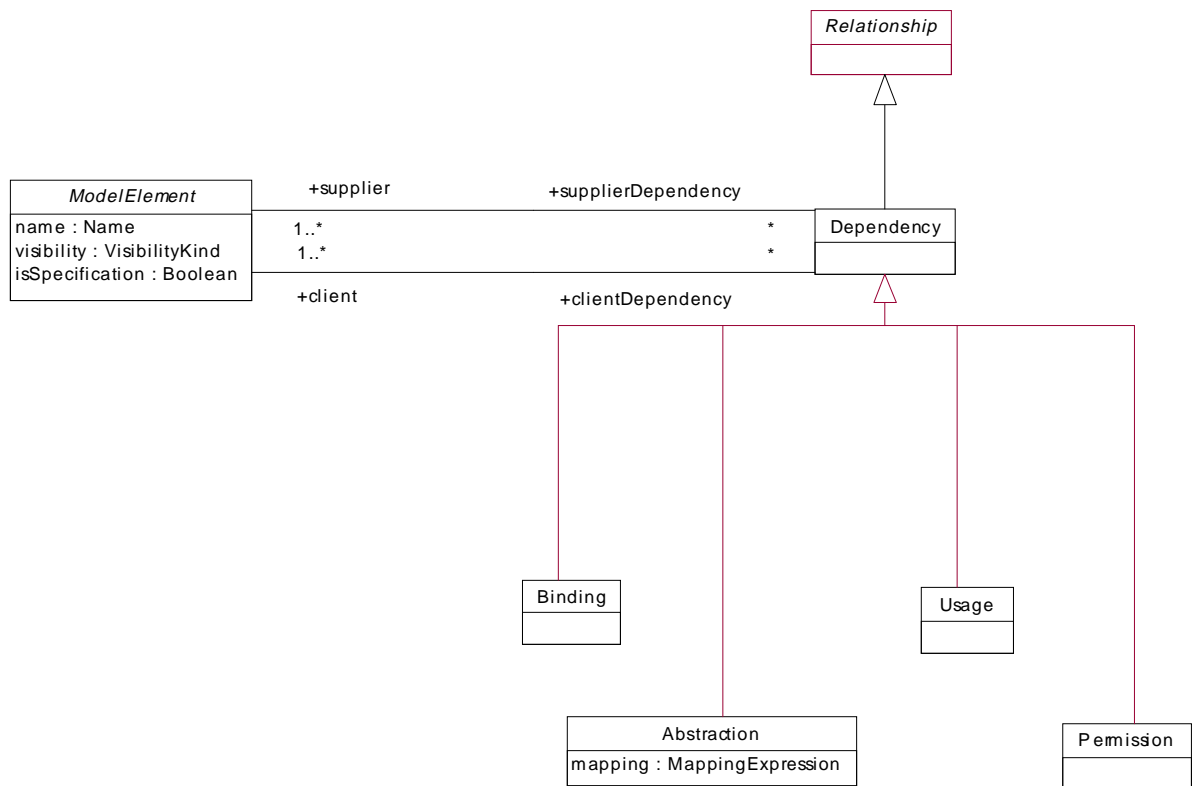 Relationship
+supplier
+supplierDependency
ModelElement
name : Name
visibility : VisibilityKind
isSpecification : Boolean
1..*
*
1..*
*
Dependency
+client
+clientDependency
Binding
Usage
Abstraction
mapping : MappingExpression
Permission